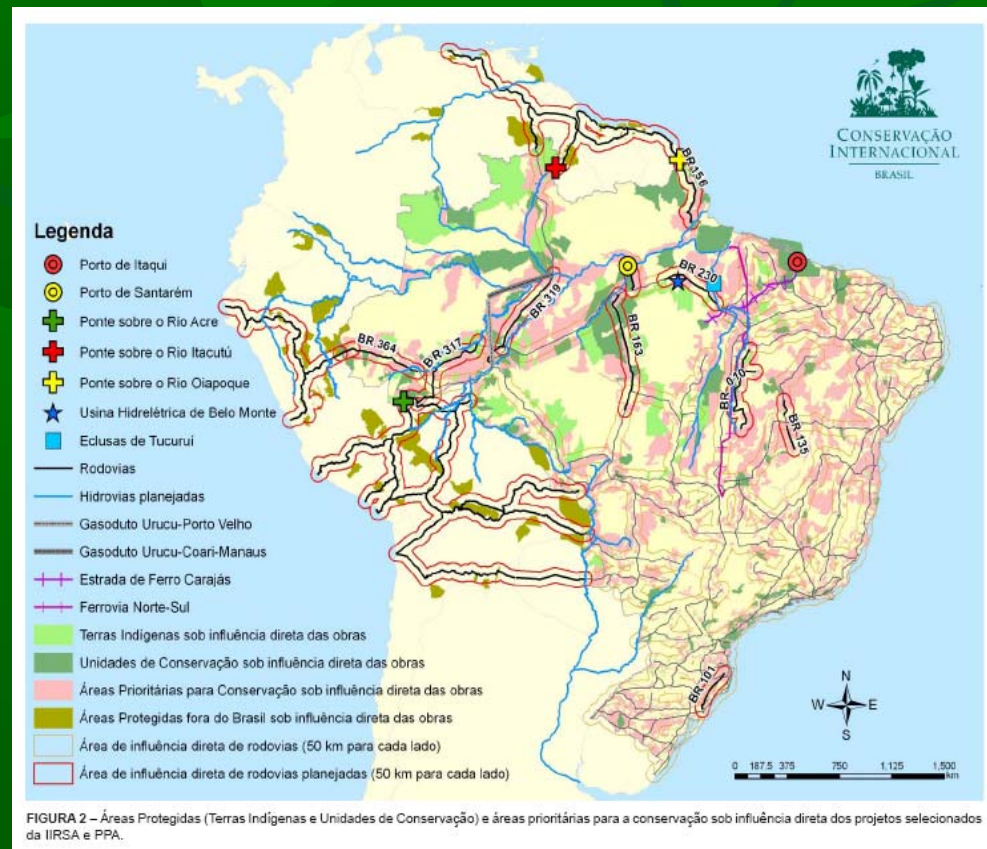 CONSERVAÇÃO
INTERNACIONAL
BRASIL
BR 156
BR 230
BR 319
BR 163
BR 364
BR-317
BR-010
BR-135
BR-101
Legenda
Porto de Itaqui
Porto de Santarém
Ponte sobre o Rio Acre
Ponte sobre o Rio Itacutú
Ponte sobre o Rio Oiapoque
Usina Hidrelétrica de Belo Monte
Eclusas de Tucuruí
Rodovias
Hidrovias planejadas
Gasoduto Urucu-Porto Velho
Gasoduto Urucu-Coari-Manaus
Estrada de Ferro Carajás
Ferrovia Norte-Sul
Terras Indígenas sob influência direta das obras
Unidades de Conservação sob influência direta das obras
Áreas Prioritárias para Conservação sob influência direta das obras
Áreas Protegidas fora do Brasil sob influência direta das obras
Área de influência direta de rodovias (50 km para cada lado)
Área de influência direta de rodovias planejadas (50 km para cada lado)
N
W E
S
0 187.5 375 750 1,125 1,500
km
FIGURA 2 – Áreas Protegidas (Terras Indígenas e Unidades de Conservação) e áreas prioritárias para a conservação sob influência direta dos projetos selecionados
da IIRSA e PPA.